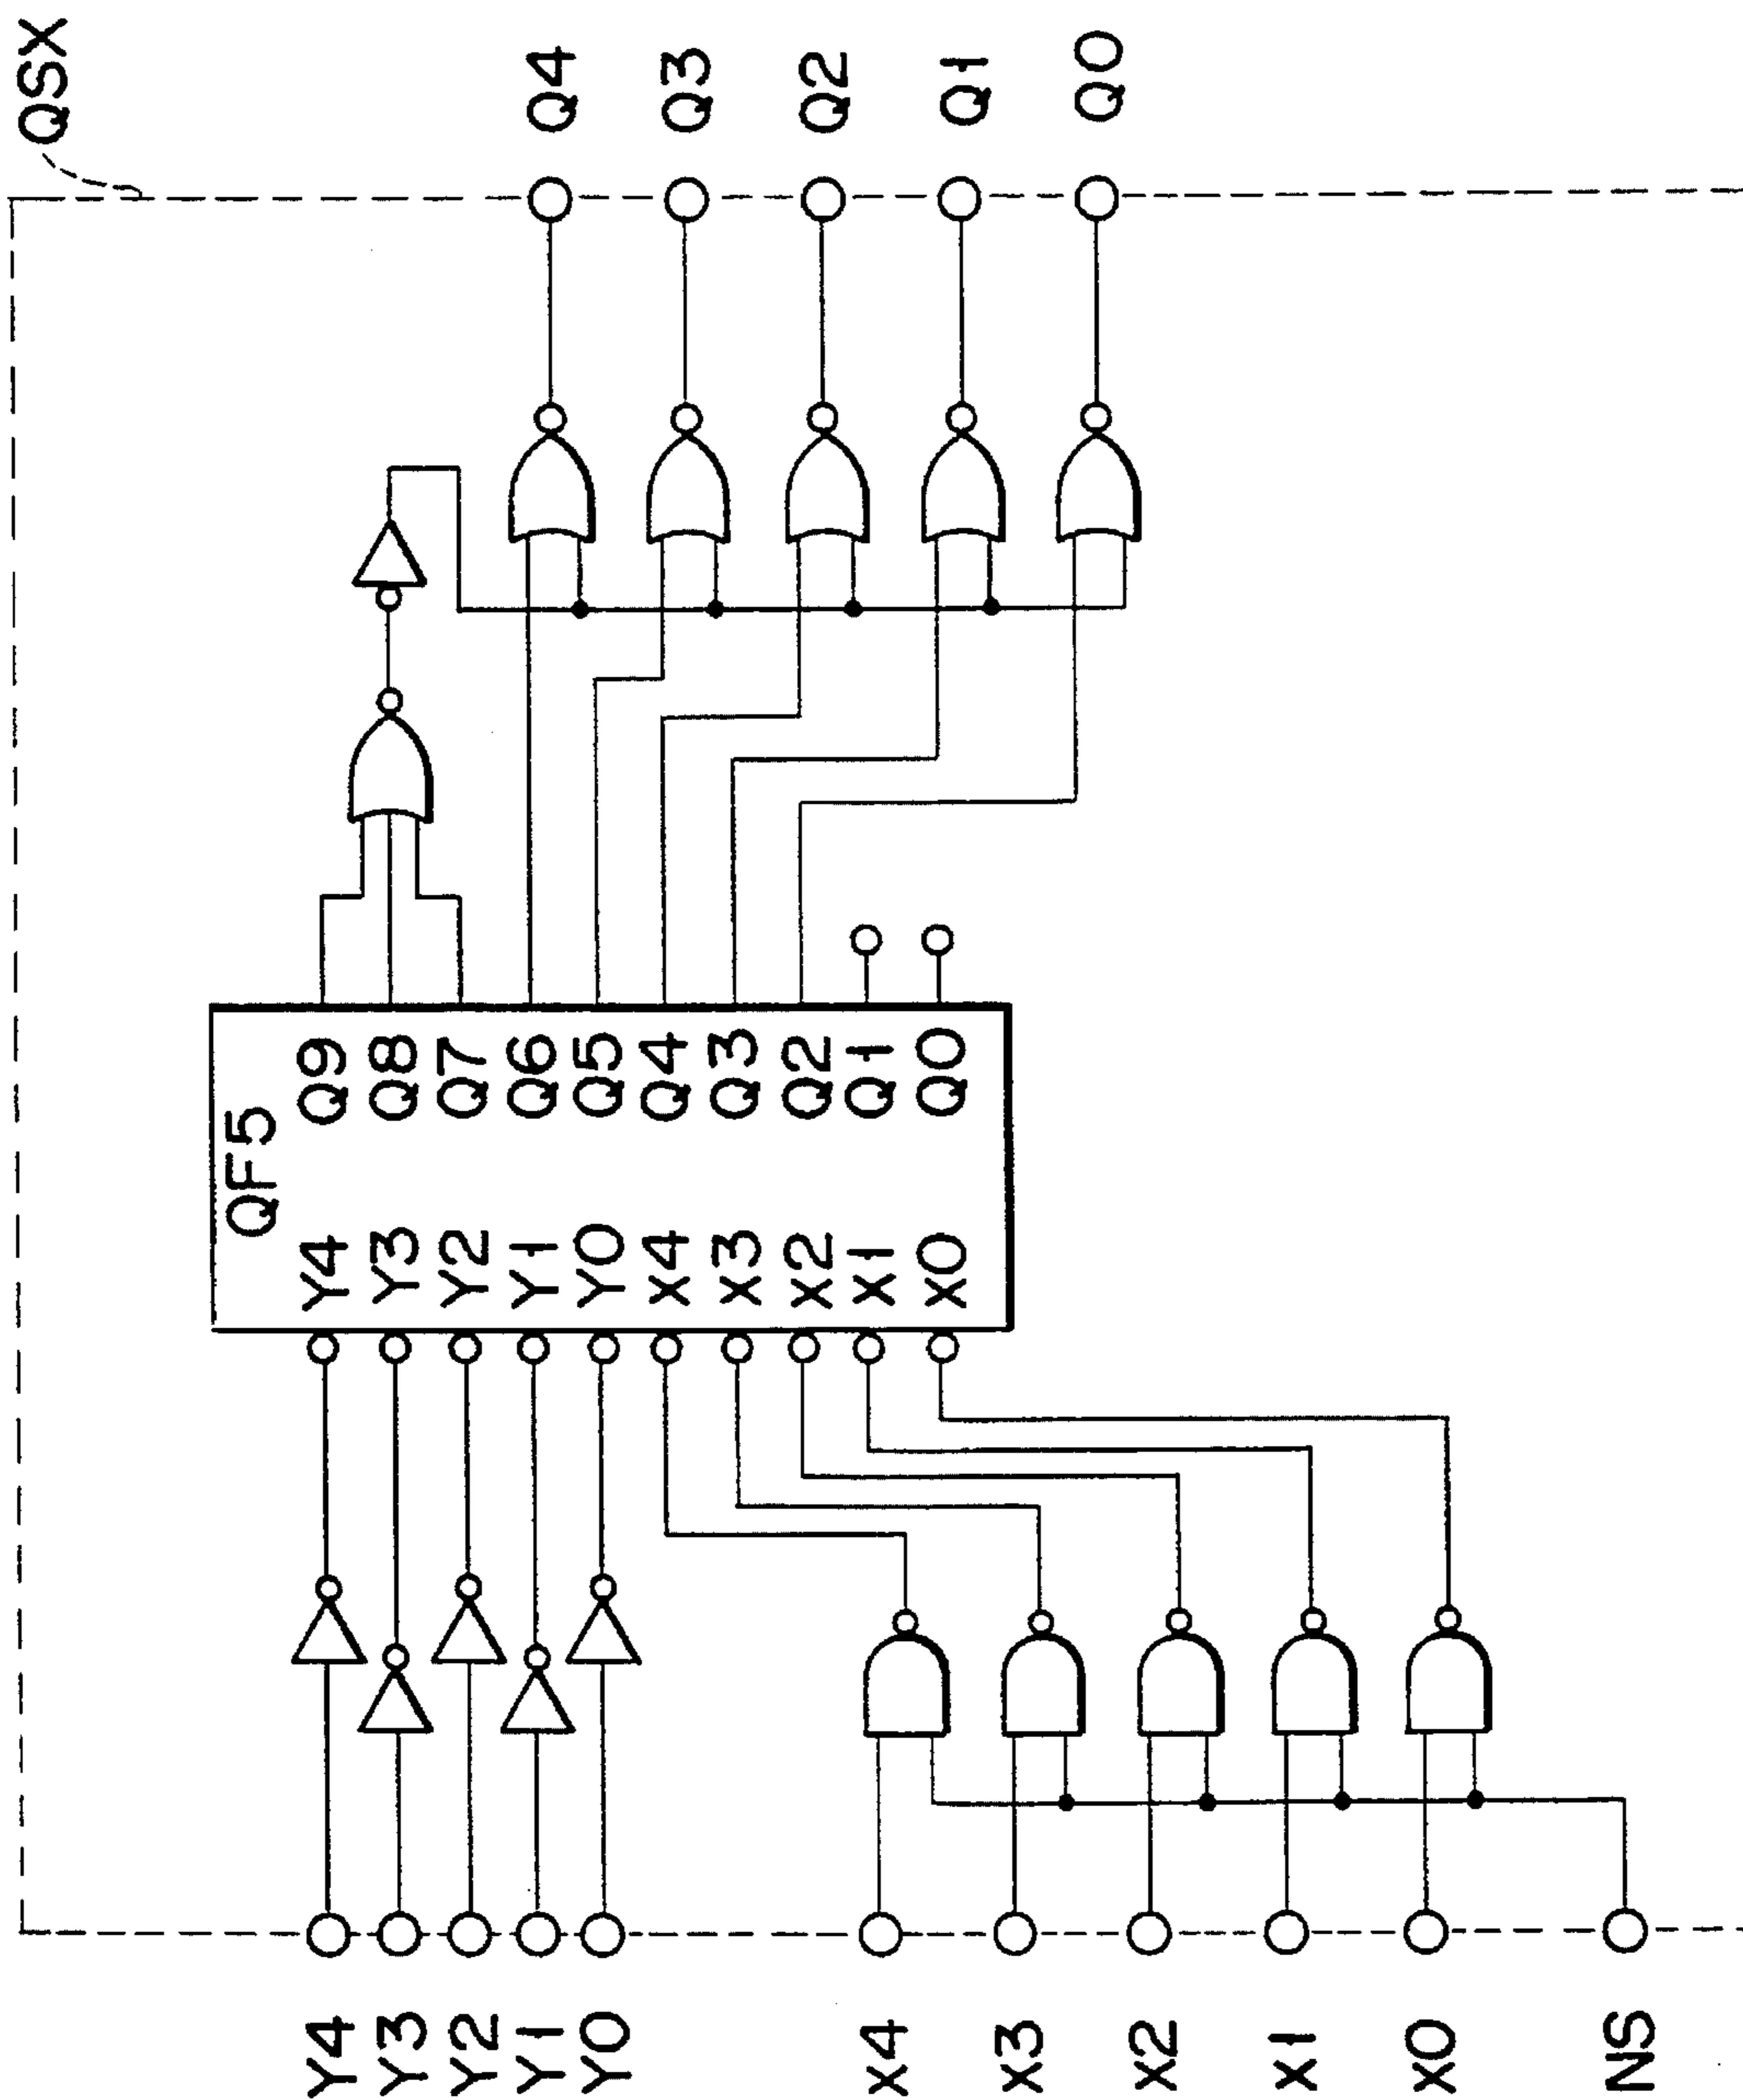 QSX
Y4
Y3
Y2
Y1
Y0
X4
X3
X2
X1
X0
NS
QF5
Y4 Q9
Y3 Q8
Y2 Q7
Y1 Q6
Y0 Q5
X4 Q4
X3 Q3
X2 Q2
X1 Q1
X0 Q0
Q4
Q3
Q2
Q1
Q0